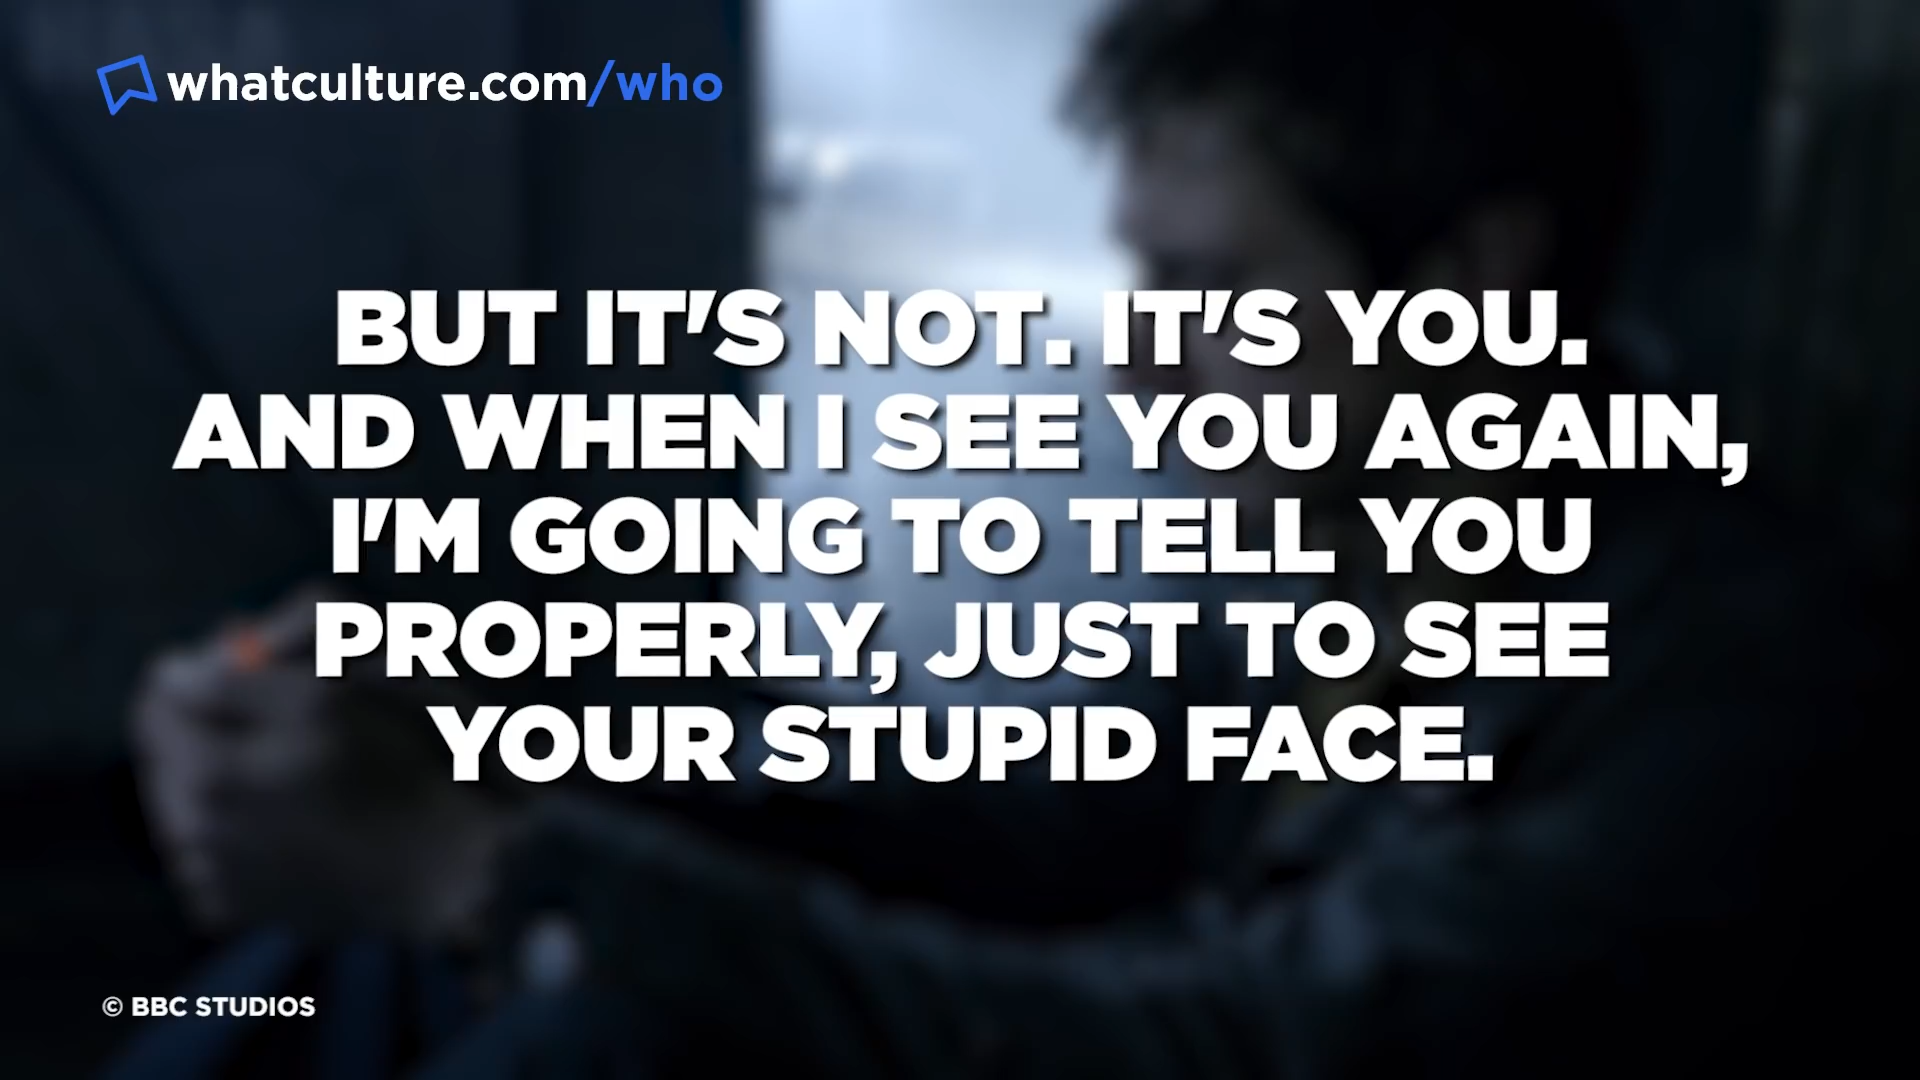 whatculture.com/who
BUT IT'S NOT. IT'S YOU.
AND WHEN I SEE YOU AGAIN,
I'M GOING TO TELL YOU
PROPERLY, JUST TO SEE
YOUR STUPID FACE.
© BBC STUDIOS